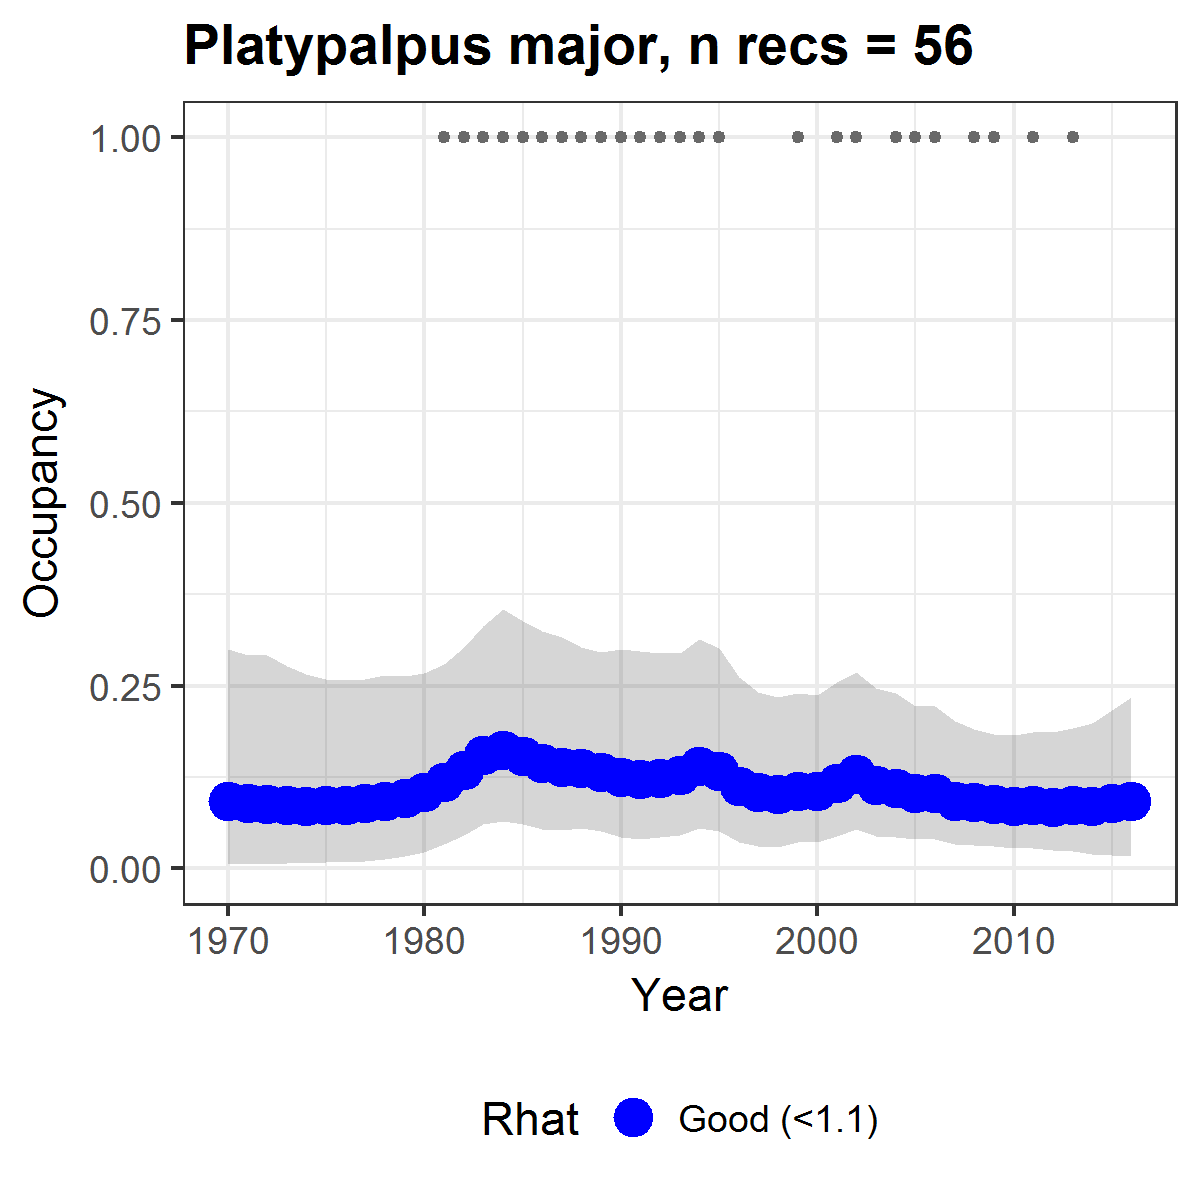 Platypalpus major, n recs = 56
1.00
0.75
0.50
0.25
0.00
Occupancy
1970 1980 1990 2000 2010
Year
Rhat Good (<1.1)